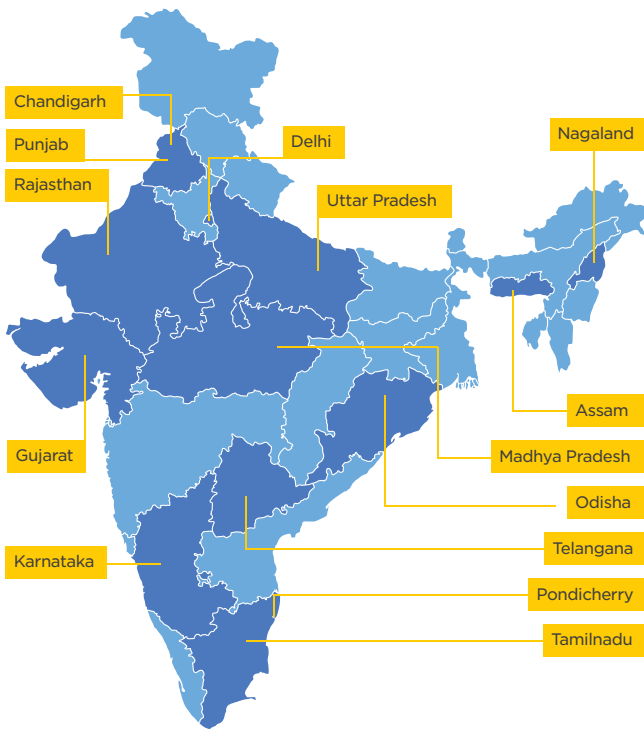 Chandigarh
Punjab
Rajasthan
Delhi
Uttar Pradesh
Nagaland
Gujarat
Karnataka
Assam
Madhya Pradesh
Odisha
Telangana
Pondicherry
Tamilnadu